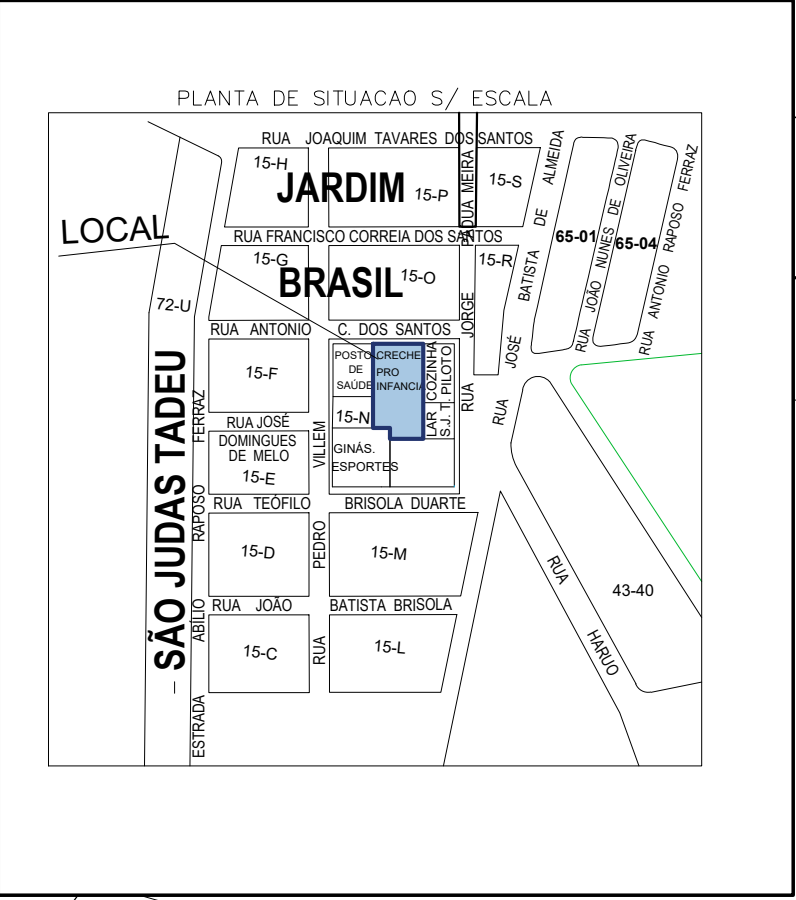 PLANTA DE SITUACAO S/ ESCALA
RUA JOAQUIM TAVARES DOS SANTOS
15-H
JARDIM
15-P
15-S
LOCAL
RUA FRANCISCO CORREIA DOS SANTOS
15-G
BRASIL
15-O
15-R
65-01
65-04
72-U
RUA ANTONIO C. DOS SANTOS
15-F
POSTO
DE
SAÚDE
CRECHE
PRO
INFANCIA
LAR COZINHA
S.J. T. PILOTO
15-N
RUA JOSÉ
DOMINGUES
DE MELO
15-E
GINÁS.
ESPORTES
RUA TEÓFILO BRISOLA DUARTE
15-D
15-M
RUA JOÃO BATISTA BRISOLA
15-C
15-L
43-40
– SÃO JUDAS TADEU
ESTRADA ABÍLIO RAPOSO FERRAZ
RUA PEDRO VILLEM
RUA JORGE PADUA MEIRA
RUA JOSÉ BATISTA DE ALMEIDA
RUA JOÃO NUNES DE OLIVEIRA
RUA ANTONIO RAPOSO FERRAZ
RUA HARUO